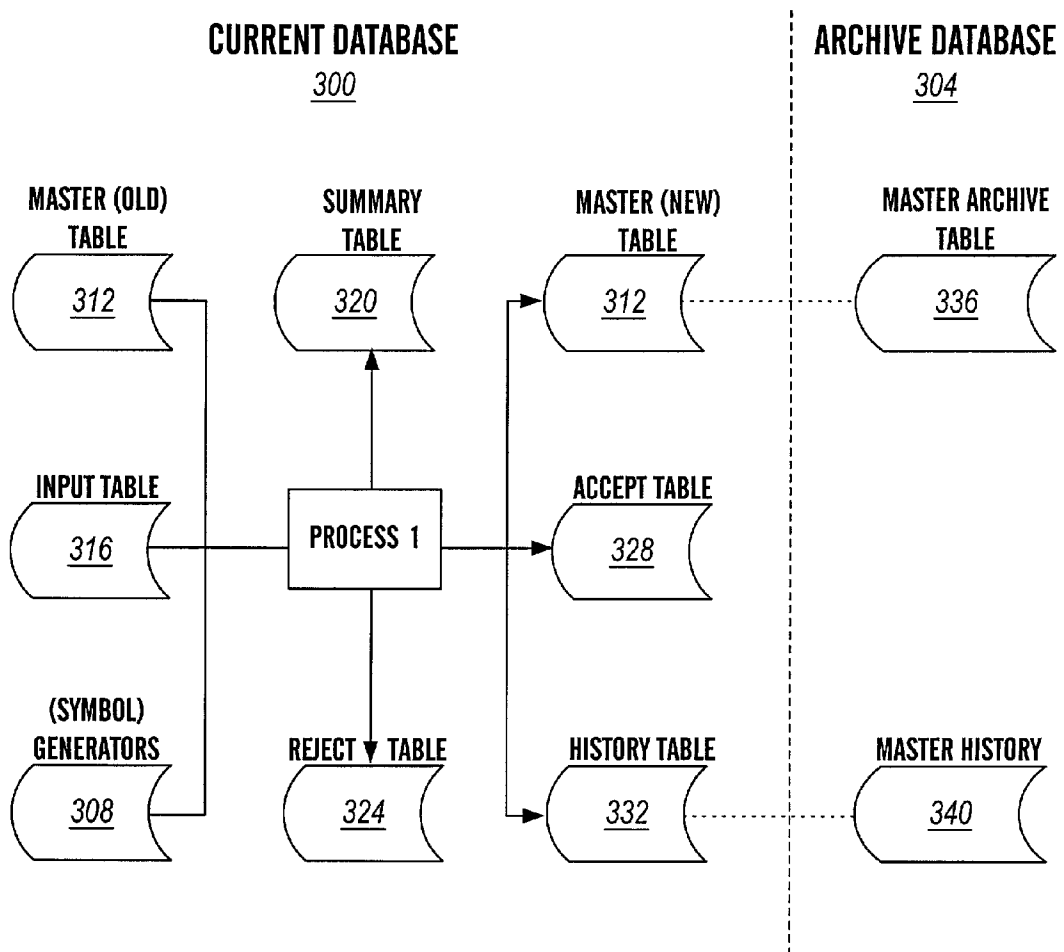 CURRENT DATABASE
300
ARCHIVE DATABASE
304
MASTER (OLD)
TABLE
312
SUMMARY
TABLE
320
MASTER (NEW)
TABLE
312
MASTER ARCHIVE
TABLE
336
INPUT TABLE
316
PROCESS 1
ACCEPT TABLE
328
(SYMBOL)
GENERATORS
308
REJECT TABLE
324
HISTORY TABLE
332
MASTER HISTORY
340